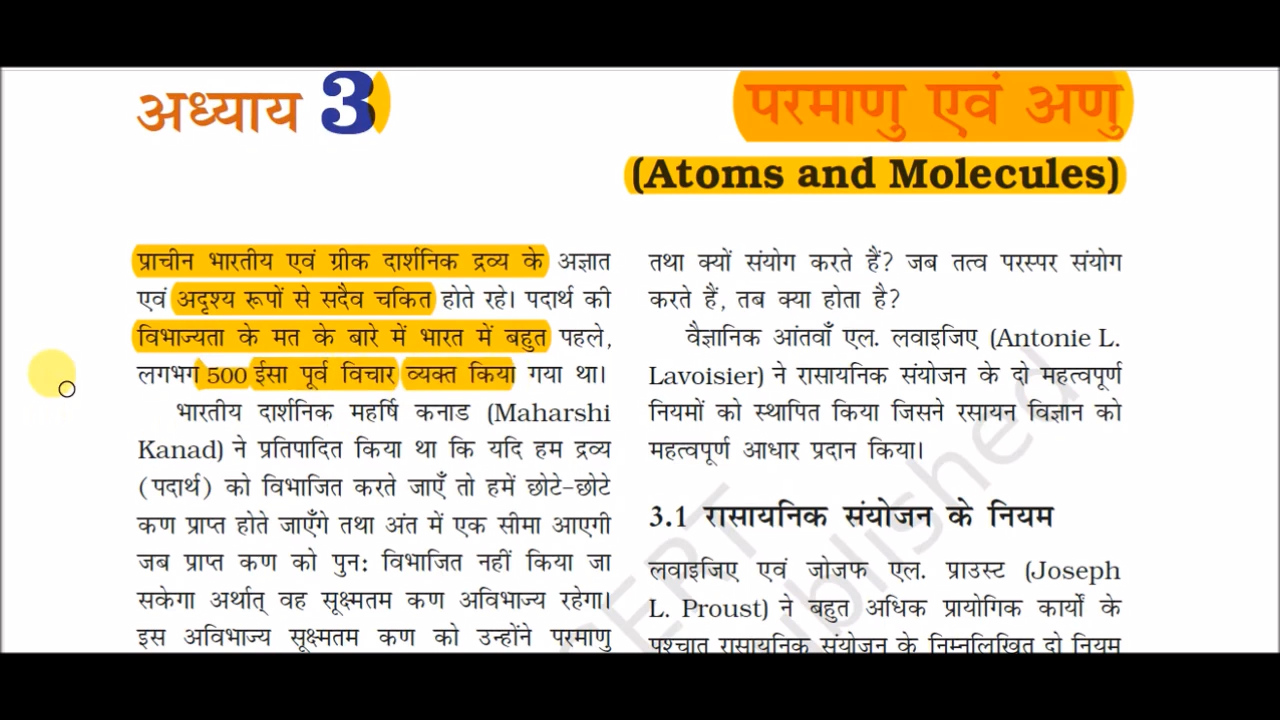 अध्याय 3
परमाणु एवं अणु
(Atoms and Molecules)
प्राचीन भारतीय एवं ग्रीक दार्शनिक द्रव्य के अज्ञात
एवं अदृश्य रूपों से सदैव चकित होते रहे। पदार्थ की
विभाज्यता के मत के बारे में भारत में बहुत पहले,
लगभग 500 ईसा पूर्व विचार व्यक्त किया गया था।
भारतीय दार्शनिक महर्षि कनाड (Maharshi
Kanad) ने प्रतिपादित किया था कि यदि हम द्रव्य
(पदार्थ) को विभाजित करते जाएँ तो हमें छोटे-छोटे
कण प्राप्त होते जाएँगे तथा अंत में एक सीमा आएगी
जब प्राप्त कण को पुन: विभाजित नहीं किया जा
सकेगा अर्थात् वह सूक्ष्मतम कण अविभाज्य रहेगा।
इस अविभाज्य सूक्ष्मतम कण को उन्होंने परमाणु
तथा क्यों संयोग करते हैं? जब तत्व परस्पर संयोग
करते हैं, तब क्या होता है?
वैज्ञानिक आंतवाँ एल. लवाइजिए (Antonie L.
Lavoisier) ने रासायनिक संयोजन के दो महत्वपूर्ण
नियमों को स्थापित किया जिसने रसायन विज्ञान को
महत्वपूर्ण आधार प्रदान किया।
3.1 रासायनिक संयोजन के नियम
लवाइजिए एवं जोजफ एल. प्राउस्ट (Joseph
L. Proust) ने बहुत अधिक प्रायोगिक कार्यों के
पश्चात रासायनिक संयोजन के निम्नलिखित दो नियम